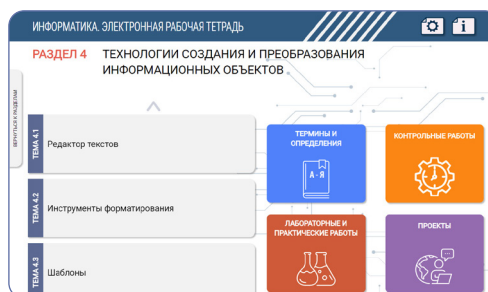 ИНФОРМАТИКА. ЭЛЕКТРОННАЯ РАБОЧАЯ ТЕТРАДЬ
РАЗДЕЛ 4 ТЕХНОЛОГИИ СОЗДАНИЯ И ПРЕОБРАЗОВАНИЯ
ИНФОРМАЦИОННЫХ ОБЪЕКТОВ
ВЕРНУТЬСЯ К РАЗДЕЛАМ
ТЕМА 4.1
Редактор текстов
ТЕМА 4.2
Инструменты форматирования
ТЕМА 4.3
Шаблоны
ТЕРМИНЫ И
ОПРЕДЕЛЕНИЯ
А - Я
КОНТРОЛЬНЫЕ РАБОТЫ
ЛАБОРАТОРНЫЕ И
ПРАКТИЧЕСКИЕ РАБОТЫ
ПРОЕКТЫ